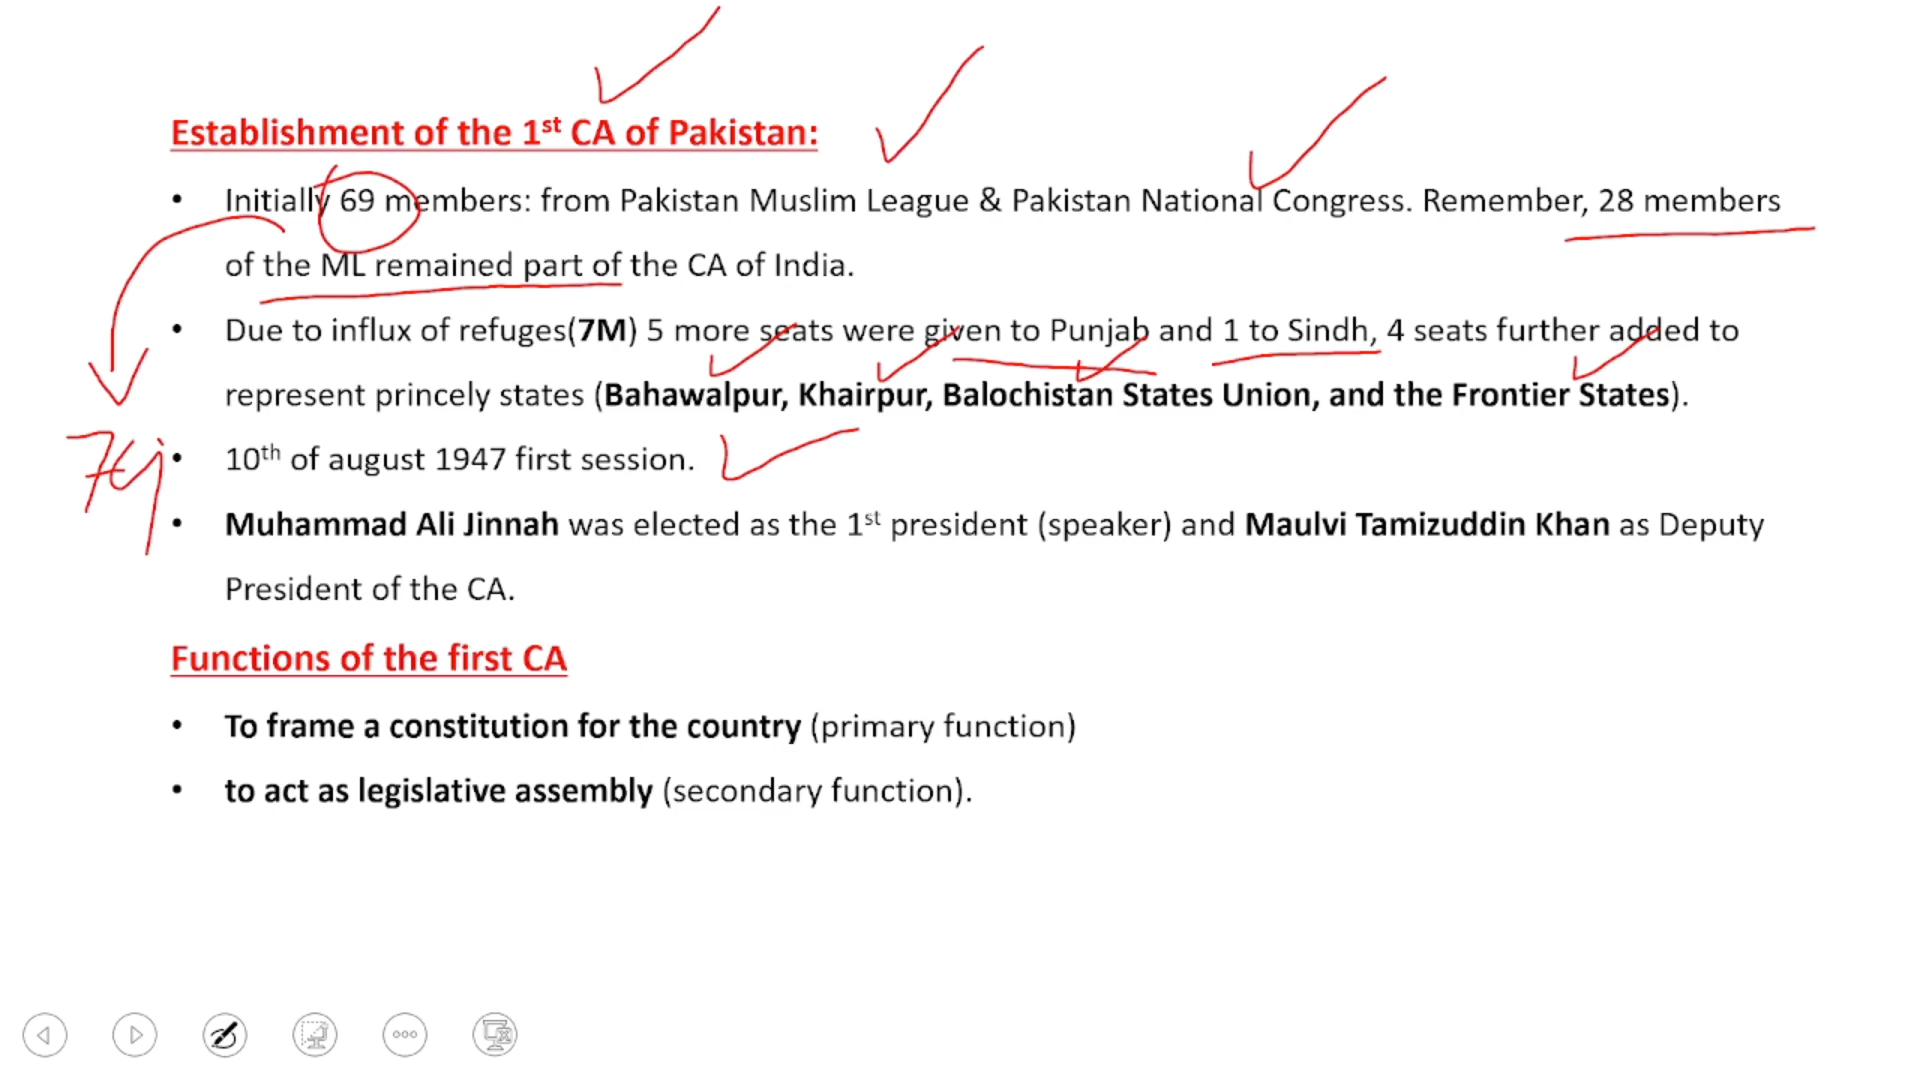 Establishment of the 1st CA of Pakistan:
• Initially 69 members: from Pakistan Muslim League & Pakistan National Congress. Remember, 28 members
of the ML remained part of the CA of India.
• Due to influx of refuges(7M) 5 more seats were given to Punjab and 1 to Sindh, 4 seats further added to
represent princely states (Bahawalpur, Khairpur, Balochistan States Union, and the Frontier States).
• 10th of august 1947 first session.
• Muhammad Ali Jinnah was elected as the 1st president (speaker) and Maulvi Tamizuddin Khan as Deputy
President of the CA.
Functions of the first CA
• To frame a constitution for the country (primary function)
• to act as legislative assembly (secondary function).